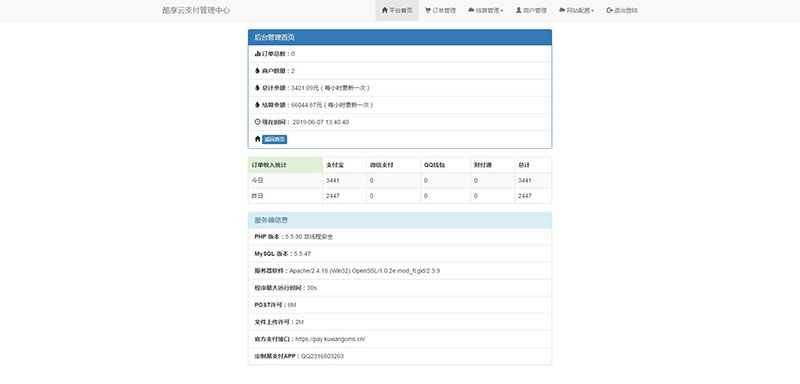 酷享云支付管理中心 平台首页 订单管理 结算管理 商户管理 网站配置 退出登陆
后台管理首页
订单总数：0
商户数量：2
总计余额：3421.09元（每小时更新一次）
结算余额：66044.87元（每小时更新一次）
现在时间： 2019-06-07 13:40:40
返回首页
订单收入统计 支付宝 微信支付 QQ钱包 财付通 总计
今日 3441 0 0 0 3441
昨日 2447 0 0 0 2447
服务器信息
PHP 版本：5.5.30 非线程安全
MySQL 版本：5.5.47
服务器软件：Apache/2.4.18 (Win32) OpenSSL/1.0.2e mod_fcgid/2.3.9
程序最大运行时间：30s
POST许可：8M
文件上传许可：2M
官方支付接口：https://pay.kuxiangcms.cn/
定制易支付APP：QQ2316803263